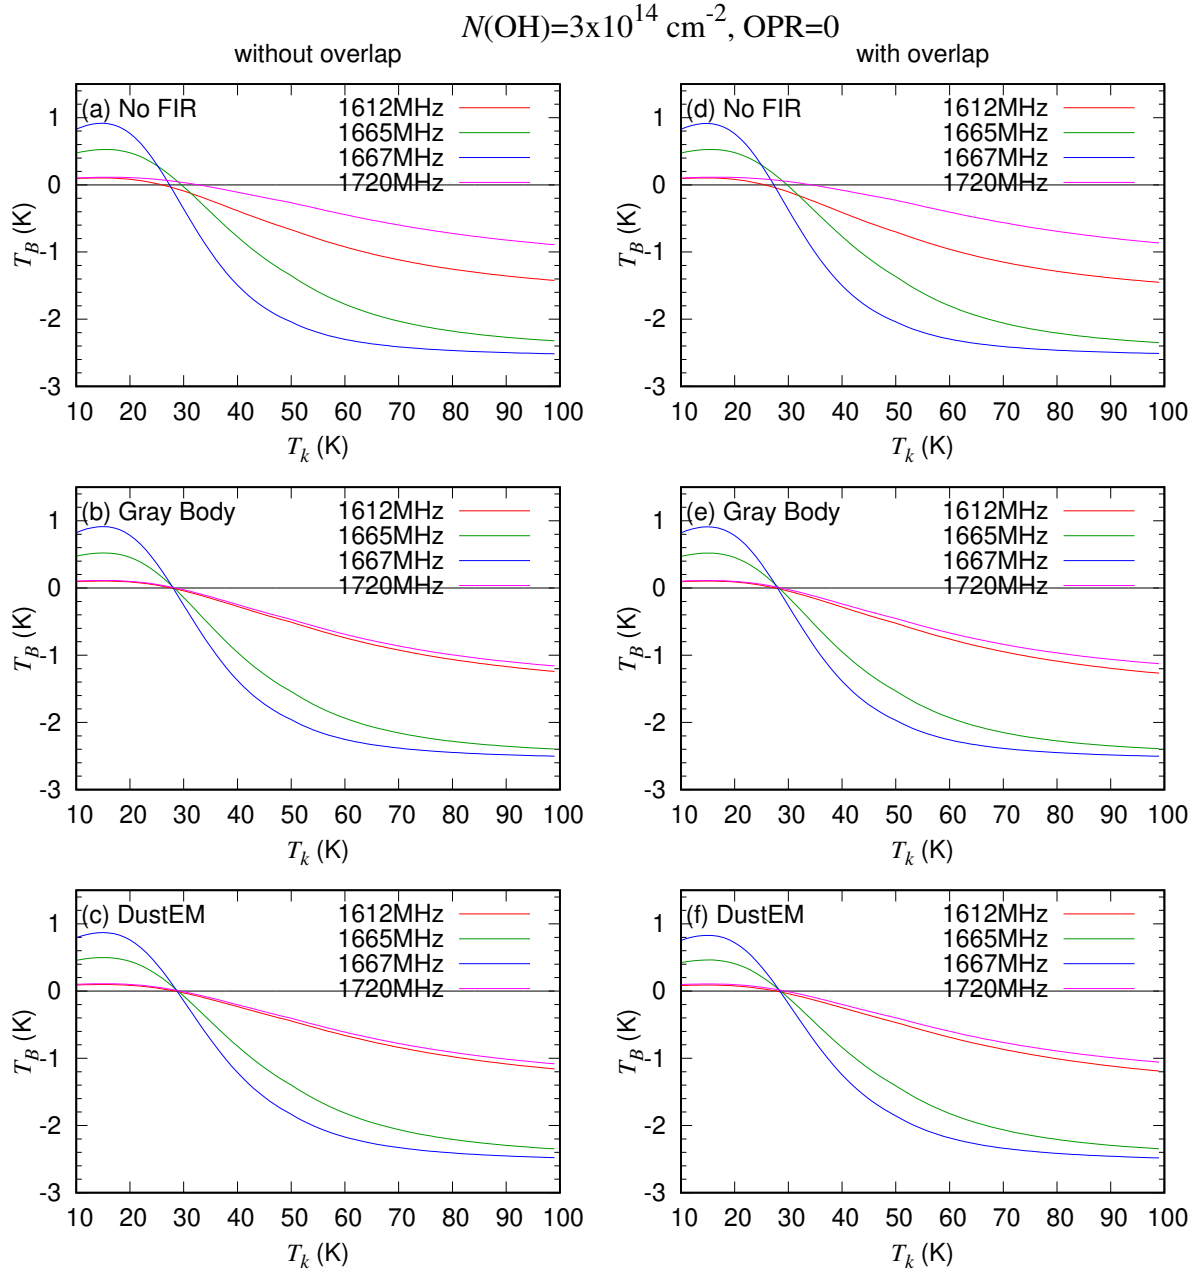 N(OH)=3x10^14 cm^-2, OPR=0
without overlap
with overlap
(a) No FIR
1612MHz
1665MHz
1667MHz
1720MHz
1
0
-1
-2
-3
T_B (K)
10 20 30 40 50 60 70 80 90 100
T_k (K)
(d) No FIR
1612MHz
1665MHz
1667MHz
1720MHz
1
0
-1
-2
-3
T_B (K)
10 20 30 40 50 60 70 80 90 100
T_k (K)
(b) Gray Body
1612MHz
1665MHz
1667MHz
1720MHz
1
0
-1
-2
-3
T_B (K)
10 20 30 40 50 60 70 80 90 100
T_k (K)
(e) Gray Body
1612MHz
1665MHz
1667MHz
1720MHz
1
0
-1
-2
-3
T_B (K)
10 20 30 40 50 60 70 80 90 100
T_k (K)
(c) DustEM
1612MHz
1665MHz
1667MHz
1720MHz
1
0
-1
-2
-3
T_B (K)
10 20 30 40 50 60 70 80 90 100
T_k (K)
(f) DustEM
1612MHz
1665MHz
1667MHz
1720MHz
1
0
-1
-2
-3
T_B (K)
10 20 30 40 50 60 70 80 90 100
T_k (K)